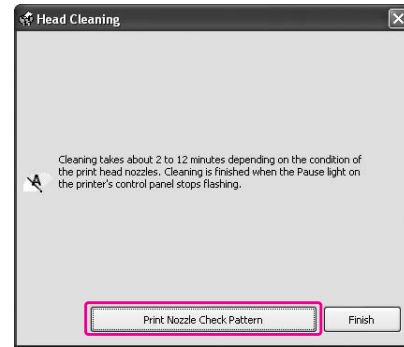 Head Cleaning
Cleaning takes about 2 to 12 minutes depending on the condition of
the print head nozzles. Cleaning is finished when the Pause light on
the printer's control panel stops flashing.
Print Nozzle Check Pattern
Finish